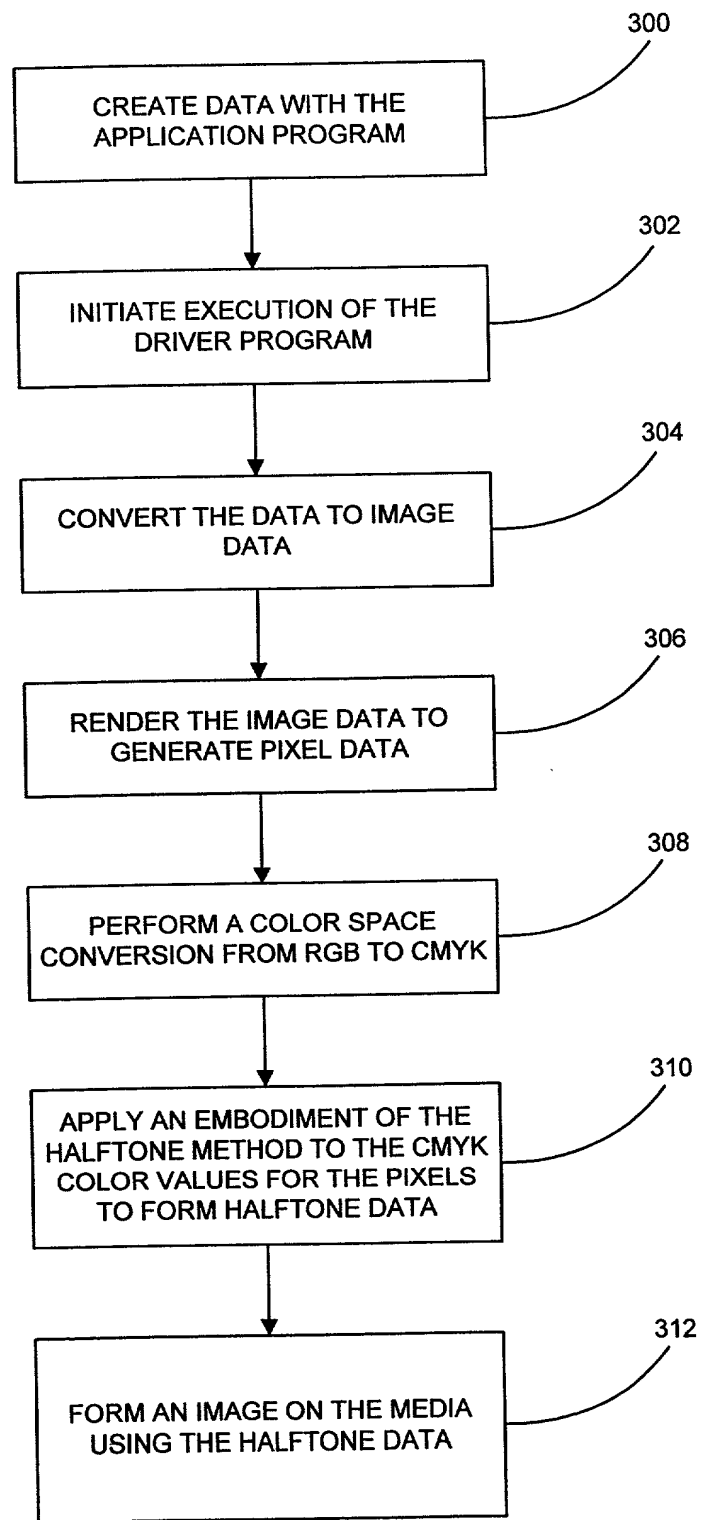 300
CREATE DATA WITH THE
APPLICATION PROGRAM
302
INITIATE EXECUTION OF THE
DRIVER PROGRAM
304
CONVERT THE DATA TO IMAGE
DATA
306
RENDER THE IMAGE DATA TO
GENERATE PIXEL DATA
308
PERFORM A COLOR SPACE
CONVERSION FROM RGB TO CMYK
310
APPLY AN EMBODIMENT OF THE
HALFTONE METHOD TO THE CMYK
COLOR VALUES FOR THE PIXELS
TO FORM HALFTONE DATA
312
FORM AN IMAGE ON THE MEDIA
USING THE HALFTONE DATA